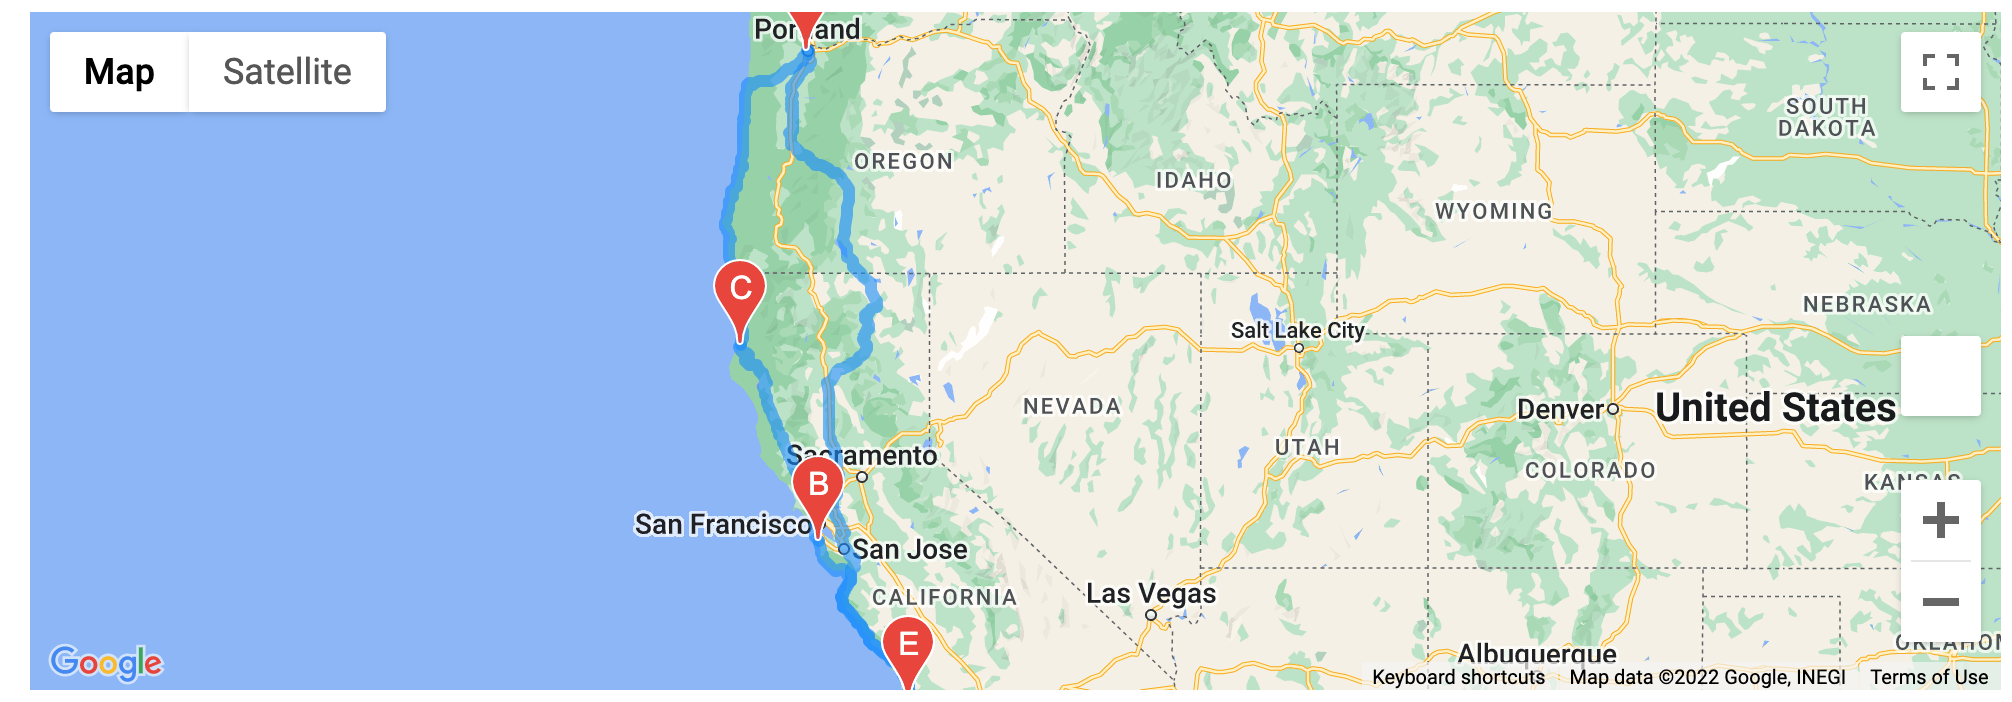 Portland
Map
Satellite
SOUTH
DAKOTA
OREGON
IDAHO
WYOMING
C
NEBRASKA
Salt Lake City
NEVADA
Denver
United States
UTAH
Sacramento
COLORADO
KANSAS
B
San Francisco
San Jose
CALIFORNIA
Las Vegas
E
OKLAHOM
Albuquerque
Google
Keyboard shortcuts
Map data ©2022 Google, INEGI
Terms of Use